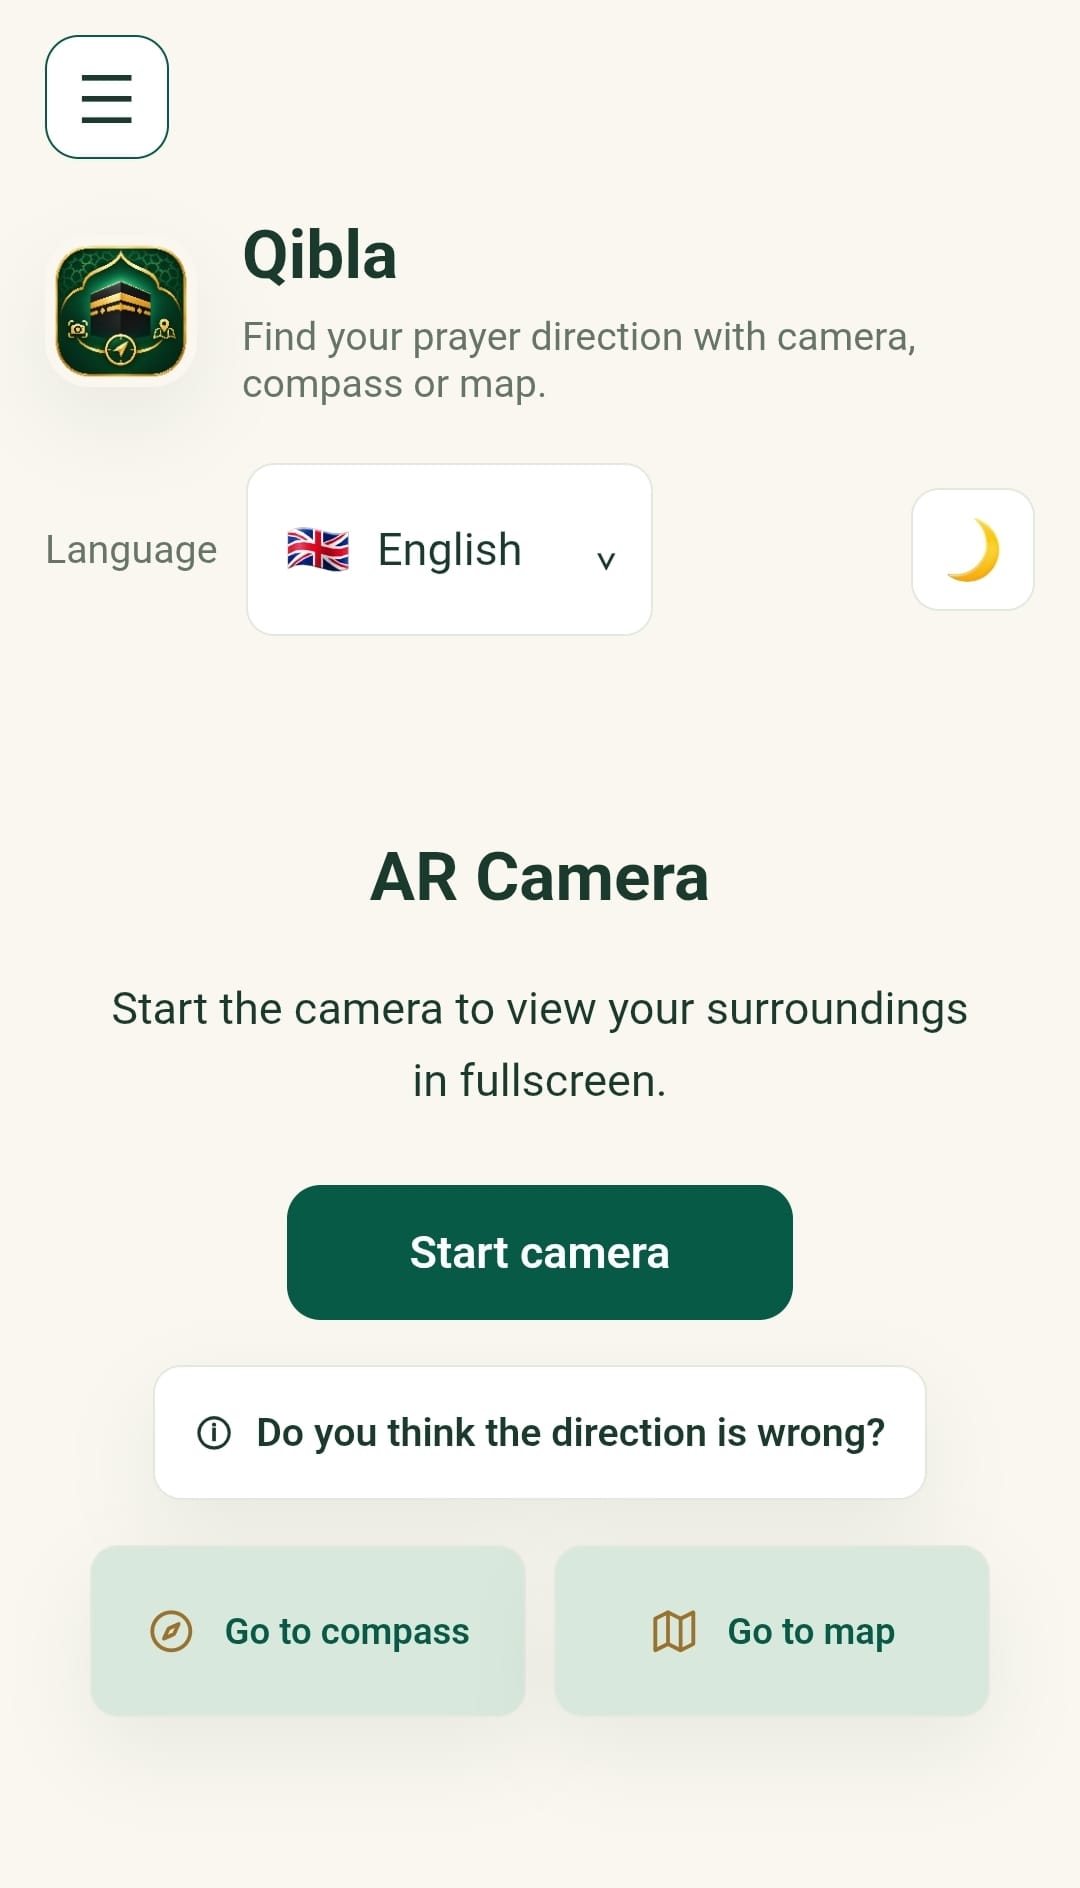 Qibla
Find your prayer direction with camera,
compass or map.
Language
English
AR Camera
Start the camera to view your surroundings
in fullscreen.
Start camera
Do you think the direction is wrong?
Go to compass
Go to map